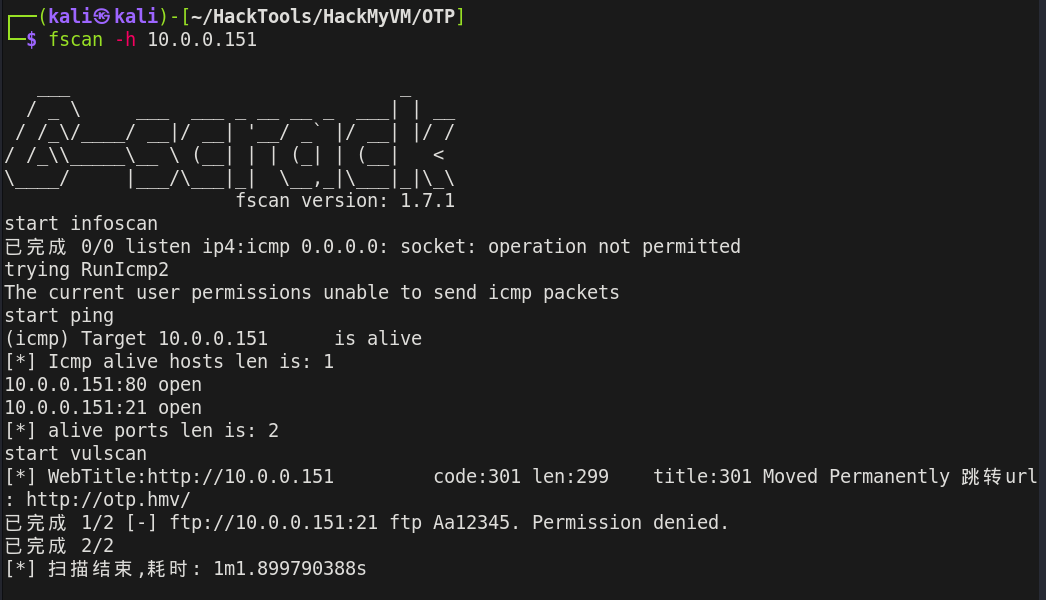 ┌──(kali㉿kali)-[~/HackTools/HackMyVM/OTP]
└─$ fscan -h 10.0.0.151
   ___                              _
  / _ \     ___  ___ _ __ __ _  ___| | __
 / /_\/____/ __|/ __| '__/ _` |/ __| |/ /
/ /_\\_____\__ \ (__| | | (_| | (__|   <
\____/     |___/\___|_|  \__,_|\___|_|\_\
                     fscan version: 1.7.1
start infoscan
已完成 0/0 listen ip4:icmp 0.0.0.0: socket: operation not permitted
trying RunIcmp2
The current user permissions unable to send icmp packets
start ping
(icmp) Target 10.0.0.151      is alive
[*] Icmp alive hosts len is: 1
10.0.0.151:80 open
10.0.0.151:21 open
[*] alive ports len is: 2
start vulscan
[*] WebTitle:http://10.0.0.151         code:301 len:299    title:301 Moved Permanently 跳转url
: http://otp.hmv/
已完成 1/2 [-] ftp://10.0.0.151:21 ftp Aa12345. Permission denied.
已完成 2/2
[*] 扫描结束,耗时: 1m1.899790388s